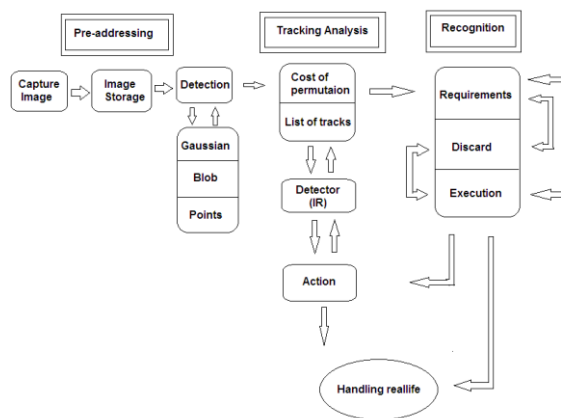 Pre-addressing
Tracking Analysis
Recognition
Capture
Image
Image
Storage
Detection
Gaussian
Blob
Points
Cost of
permutaion
List of tracks
Detector
(IR)
Action
Requirements
Discard
Execution
Handling reallife